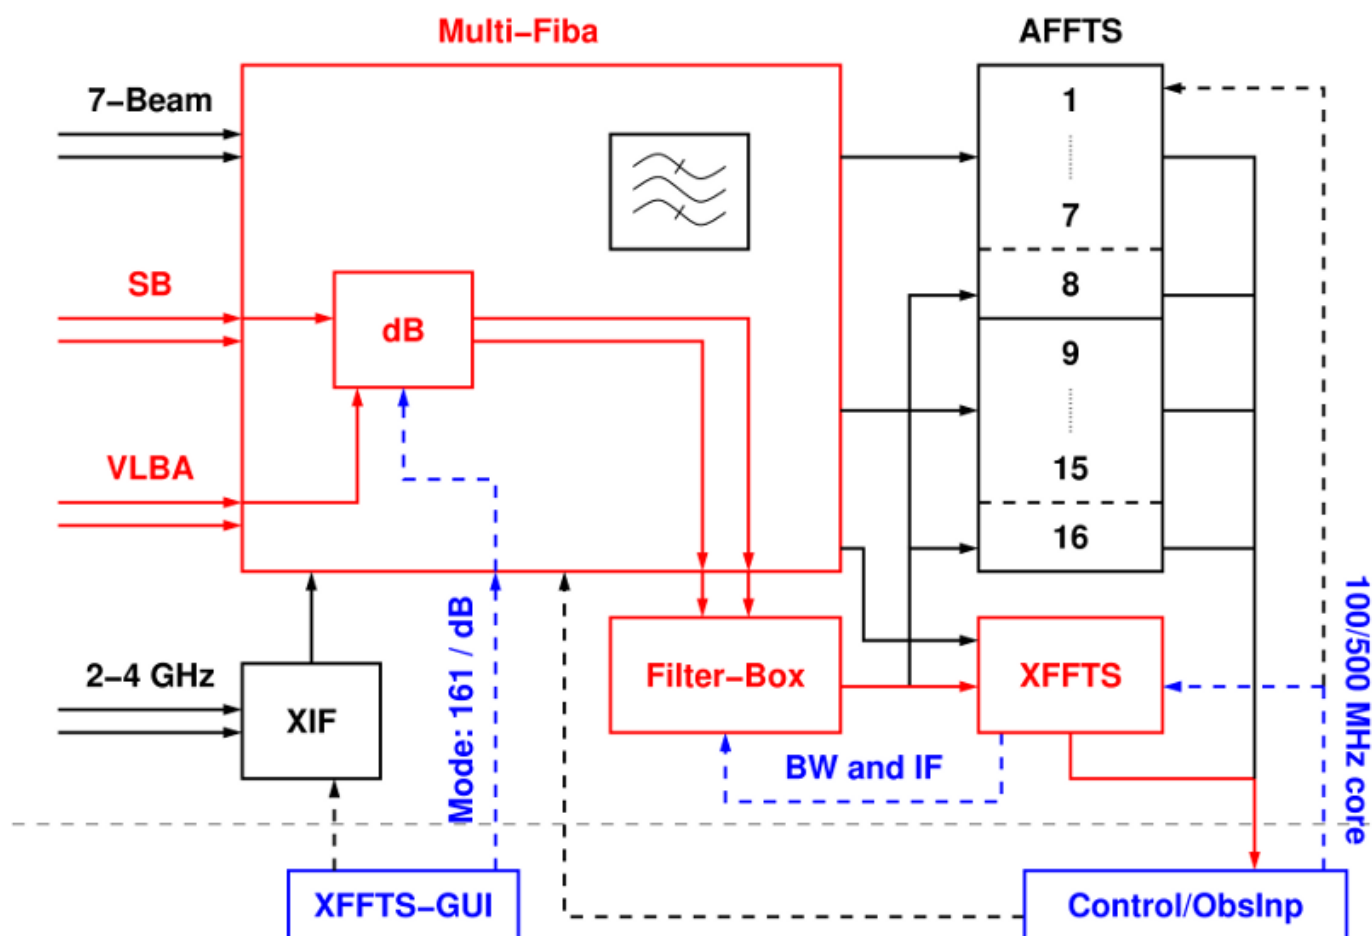 Multi–Fiba
AFFTS
7–Beam
1
7
SB
8
dB
9
VLBA
15
16
Mode: 161 / dB
100/500 MHz core
2–4 GHz
XIF
Filter–Box
XFFTS
BW and IF
XFFTS–GUI
Control/ObsInp